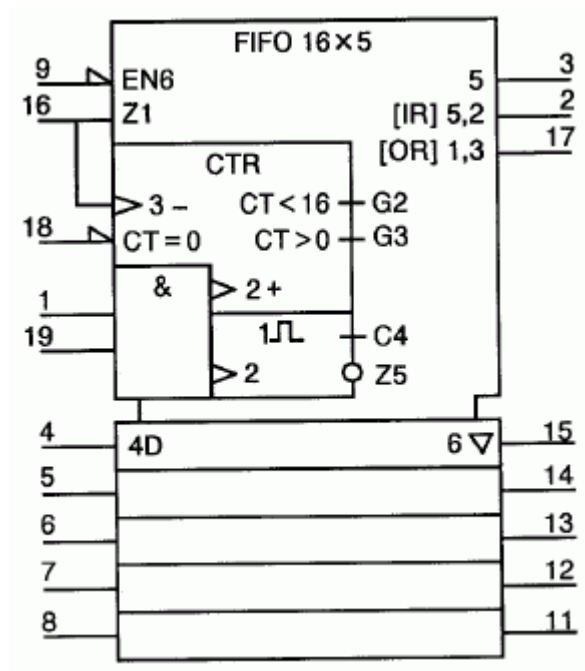 FIFO 16×5
9 EN6 5 3
16 Z1 [IR] 5,2 2
[OR] 1,3 17
CTR
3 – CT<16 G2
18 CT=0 CT>0 G3
& 2+
1
1 C4
19
2 Z5
4 4D 6 ▽ 15
5 14
6 13
7 12
8 11